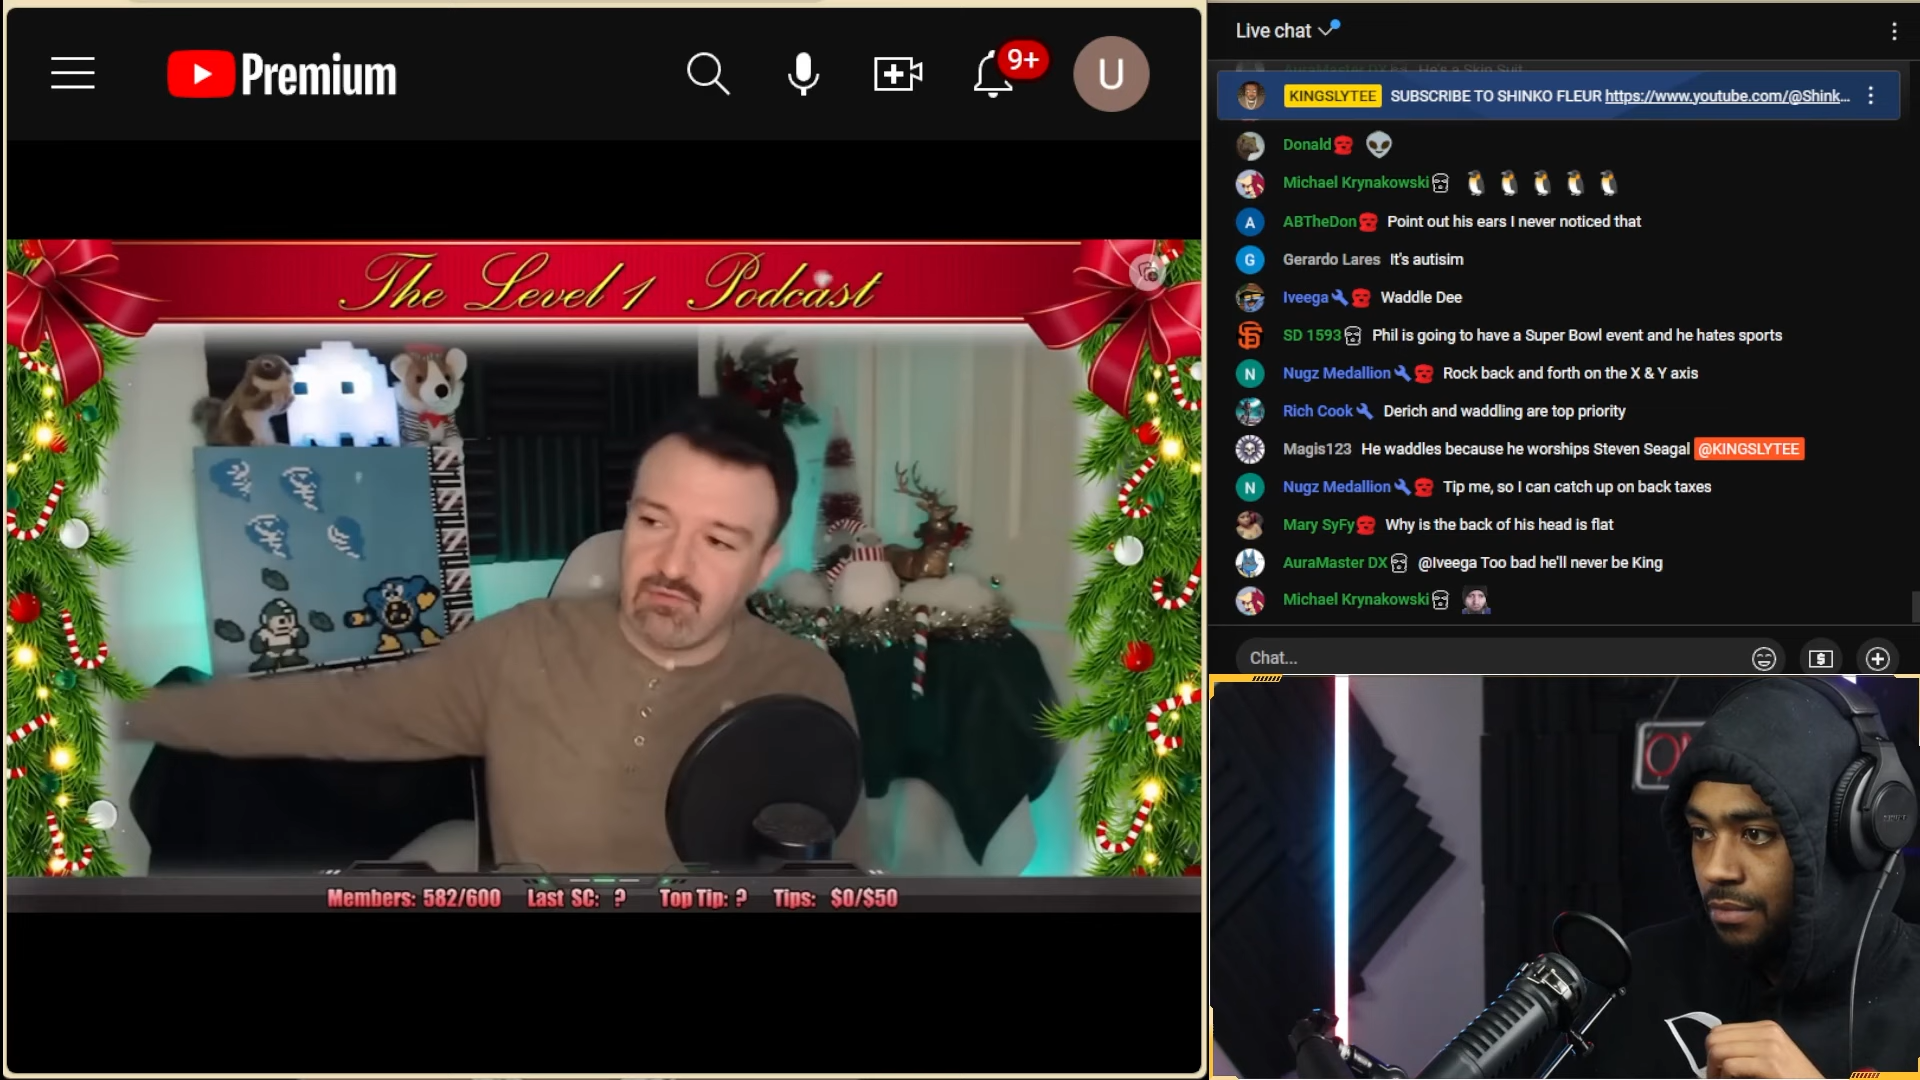 Premium
9+
U
The Level 1 Podcast
Members: 582/600 Last SC: ? Top Tip: ? Tips: $0/$50
Live chat
AuraMaster DX He's a Skin Suit
KINGSLYTEE SUBSCRIBE TO SHINKO FLEUR https://www.youtube.com/@Shink...
Donald
Michael Krynakowski
A ABTheDon Point out his ears I never noticed that
G Gerardo Lares It's autisim
Iveega Waddle Dee
SD 1593 Phil is going to have a Super Bowl event and he hates sports
N Nugz Medallion Rock back and forth on the X & Y axis
Rich Cook Derich and waddling are top priority
Magis123 He waddles because he worships Steven Seagal @KINGSLYTEE
N Nugz Medallion Tip me, so I can catch up on back taxes
Mary SyFy Why is the back of his head is flat
AuraMaster DX @Iveega Too bad he'll never be King
Michael Krynakowski
Chat...